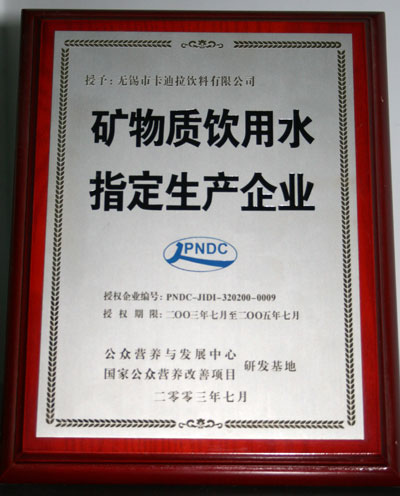 授予：无锡市卡迪拉饮料有限公司
矿物质饮用水
指定生产企业
PNDC
授权企业编号：PNDC-JIDI-320200-0009
授权期限：二OO三年七月至二OO五年七月
公众营养与发展中心
国家公众营养改善项目
研发基地
二零零三年七月